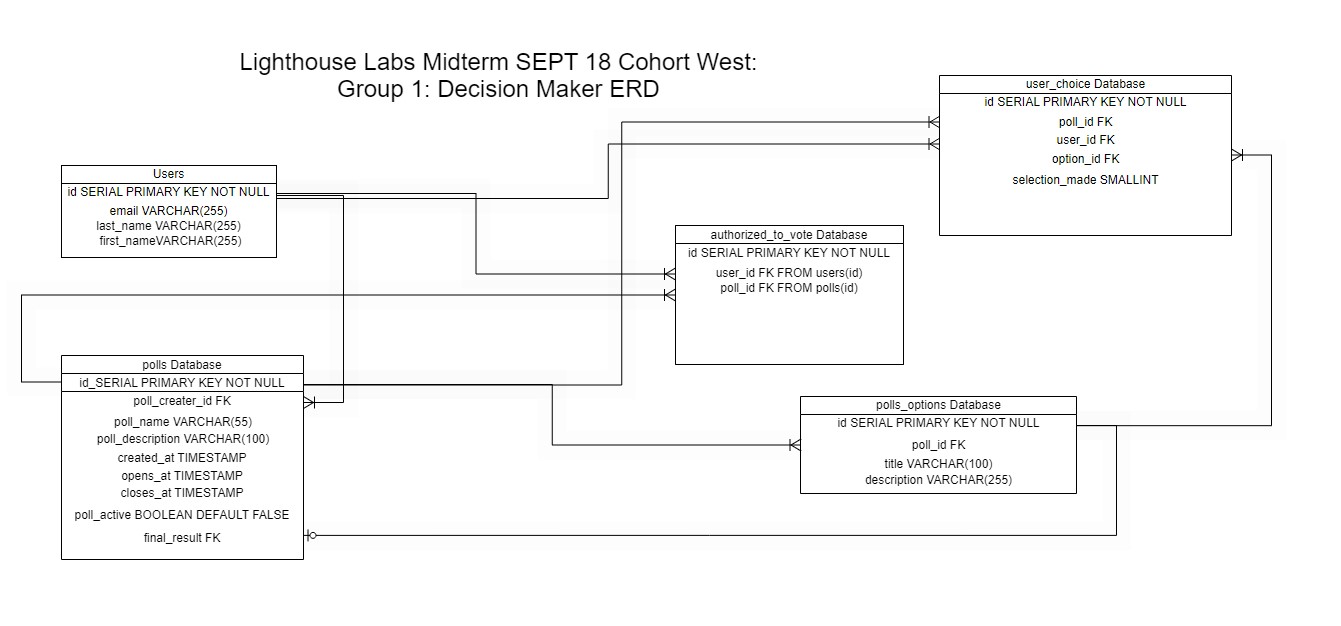 Lighthouse Labs Midterm SEPT 18 Cohort West:
Group 1: Decision Maker ERD
user_choice Database
id SERIAL PRIMARY KEY NOT NULL
poll_id FK
user_id FK
option_id FK
selection_made SMALLINT
Users
id SERIAL PRIMARY KEY NOT NULL
email VARCHAR(255)
last_name VARCHAR(255)
first_nameVARCHAR(255)
authorized_to_vote Database
id SERIAL PRIMARY KEY NOT NULL
user_id FK FROM users(id)
poll_id FK FROM polls(id)
polls Database
id_SERIAL PRIMARY KEY NOT NULL
poll_creater_id FK
poll_name VARCHAR(55)
poll_description VARCHAR(100)
created_at TIMESTAMP
opens_at TIMESTAMP
closes_at TIMESTAMP
poll_active BOOLEAN DEFAULT FALSE
final_result FK
polls_options Database
id SERIAL PRIMARY KEY NOT NULL
poll_id FK
title VARCHAR(100)
description VARCHAR(255)